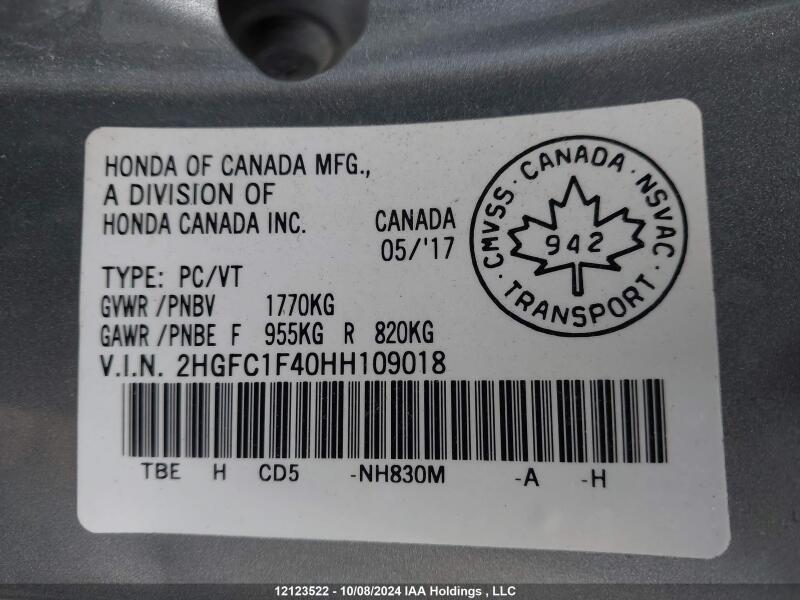 HONDA OF CANADA MFG.,
A DIVISION OF
HONDA CANADA INC.
CANADA
05/'17
CMVSS · CANADA · NSVAC · TRANSPORT ·
942
TYPE: PC/VT
GVWR /PNBV 1770KG
GAWR /PNBE F 955KG R 820KG
V.I.N. 2HGFC1F40HH109018
TBE H CD5 -NH830M -A -H
12123522 - 10/08/2024 IAA Holdings , LLC